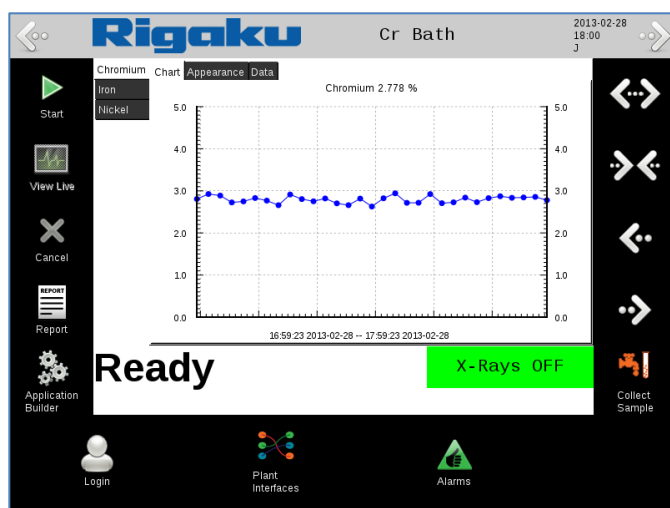 Rigaku
Cr Bath
2013-02-28
18:00
J
Start
View Live
Cancel
REPORT
Report
Application
Builder
Chromium
Iron
Nickel
Chart Appearance Data
Chromium 2.778 %
5.0 5.0
4.0 4.0
3.0 3.0
2.0 2.0
1.0 1.0
0.0 0.0
16:59:23 2013-02-28 -- 17:59:23 2013-02-28
Ready
X-Rays OFF
Collect
Sample
Login
Plant
Interfaces
Alarms